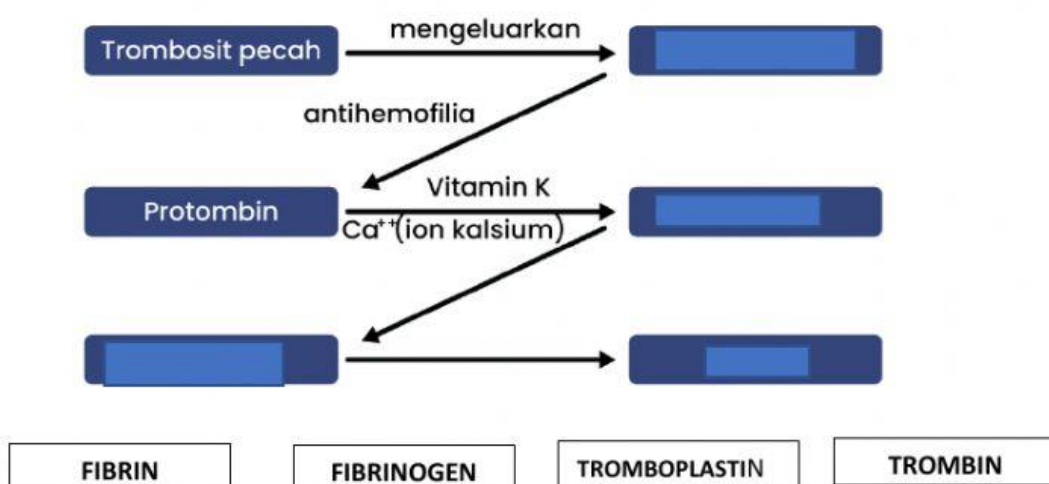 Trombosit pecah
mengeluarkan
antihemofilia
Protombin
Vitamin K
Ca⁺⁺(ion kalsium)
FIBRIN
FIBRINOGEN
TROMBOPLASTIN
TROMBIN